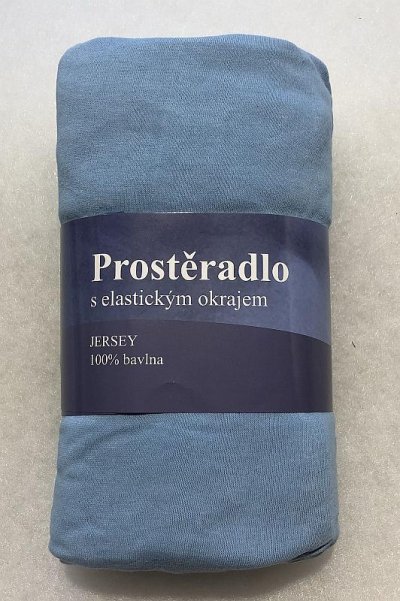 Prostěradlo
s elastickým okrajem
JERSEY
100% bavlna